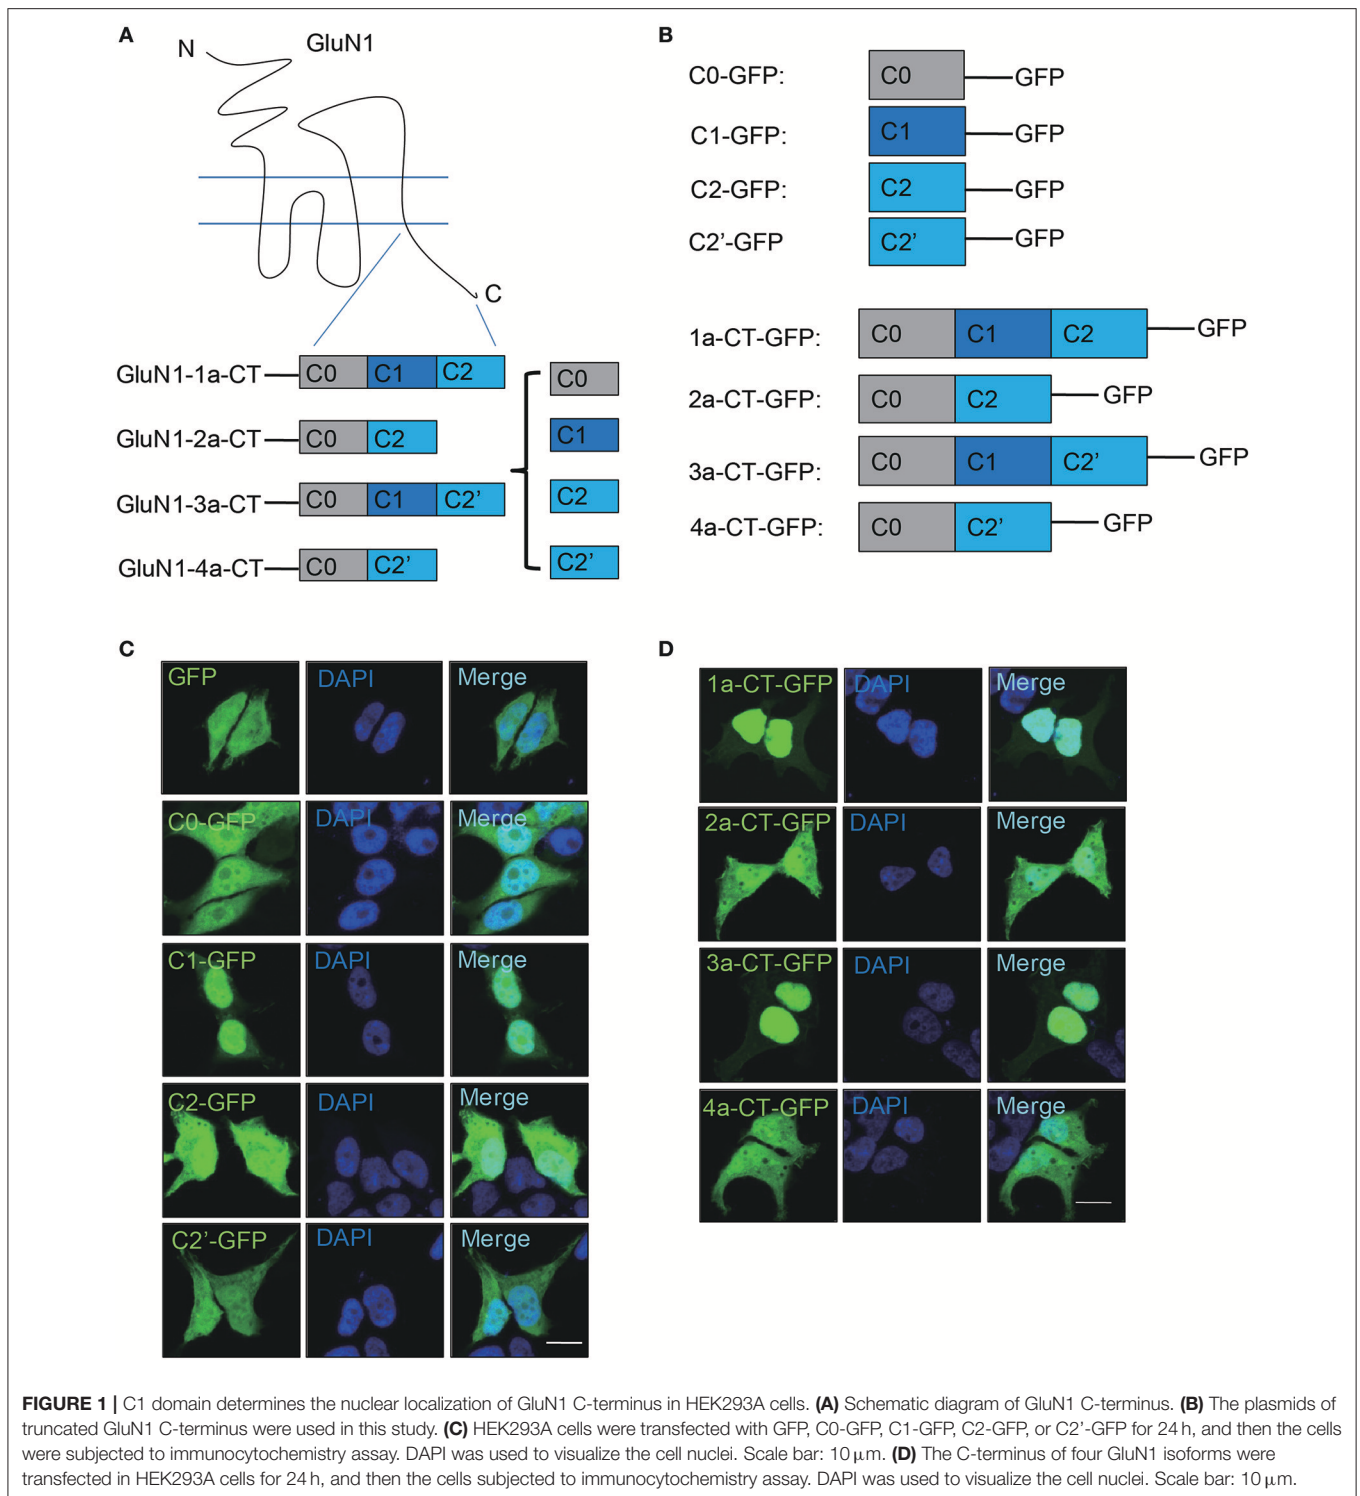 A
N
GluN1
C
GluN1-1a-CT
C0 C1 C2
GluN1-2a-CT
C0 C2
GluN1-3a-CT
C0 C1 C2'
GluN1-4a-CT
C0 C2'
C0
C1
C2
C2'
B
C0-GFP: C0 GFP
C1-GFP: C1 GFP
C2-GFP: C2 GFP
C2'-GFP C2' GFP
1a-CT-GFP: C0 C1 C2 GFP
2a-CT-GFP: C0 C2 GFP
3a-CT-GFP: C0 C1 C2' GFP
4a-CT-GFP: C0 C2' GFP
C
GFP DAPI Merge
C0-GFP DAPI Merge
C1-GFP DAPI Merge
C2-GFP DAPI Merge
C2'-GFP DAPI Merge
D
1a-CT-GFP DAPI Merge
2a-CT-GFP DAPI Merge
3a-CT-GFP DAPI Merge
4a-CT-GFP DAPI Merge
FIGURE 1 | C1 domain determines the nuclear localization of GluN1 C-terminus in HEK293A cells. (A) Schematic diagram of GluN1 C-terminus. (B) The plasmids of
truncated GluN1 C-terminus were used in this study. (C) HEK293A cells were transfected with GFP, C0-GFP, C1-GFP, C2-GFP, or C2'-GFP for 24 h, and then the cells
were subjected to immunocytochemistry assay. DAPI was used to visualize the cell nuclei. Scale bar: 10 µm. (D) The C-terminus of four GluN1 isoforms were
transfected in HEK293A cells for 24 h, and then the cells subjected to immunocytochemistry assay. DAPI was used to visualize the cell nuclei. Scale bar: 10 µm.